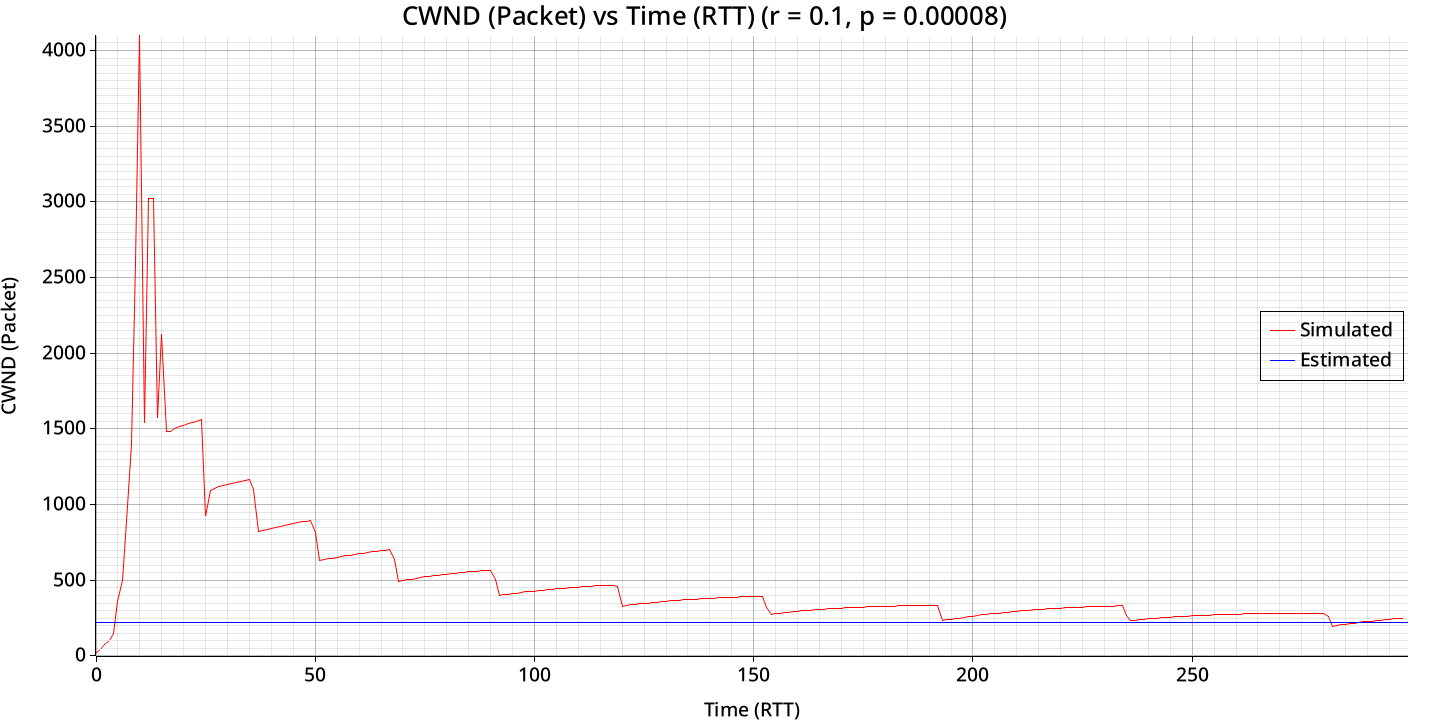 CWND (Packet) vs Time (RTT) (r = 0.1, p = 0.00008)
CWND (Packet)
4000
3500
3000
2500
2000
1500
1000
500
0
Simulated
Estimated
0 50 100 150 200 250
Time (RTT)